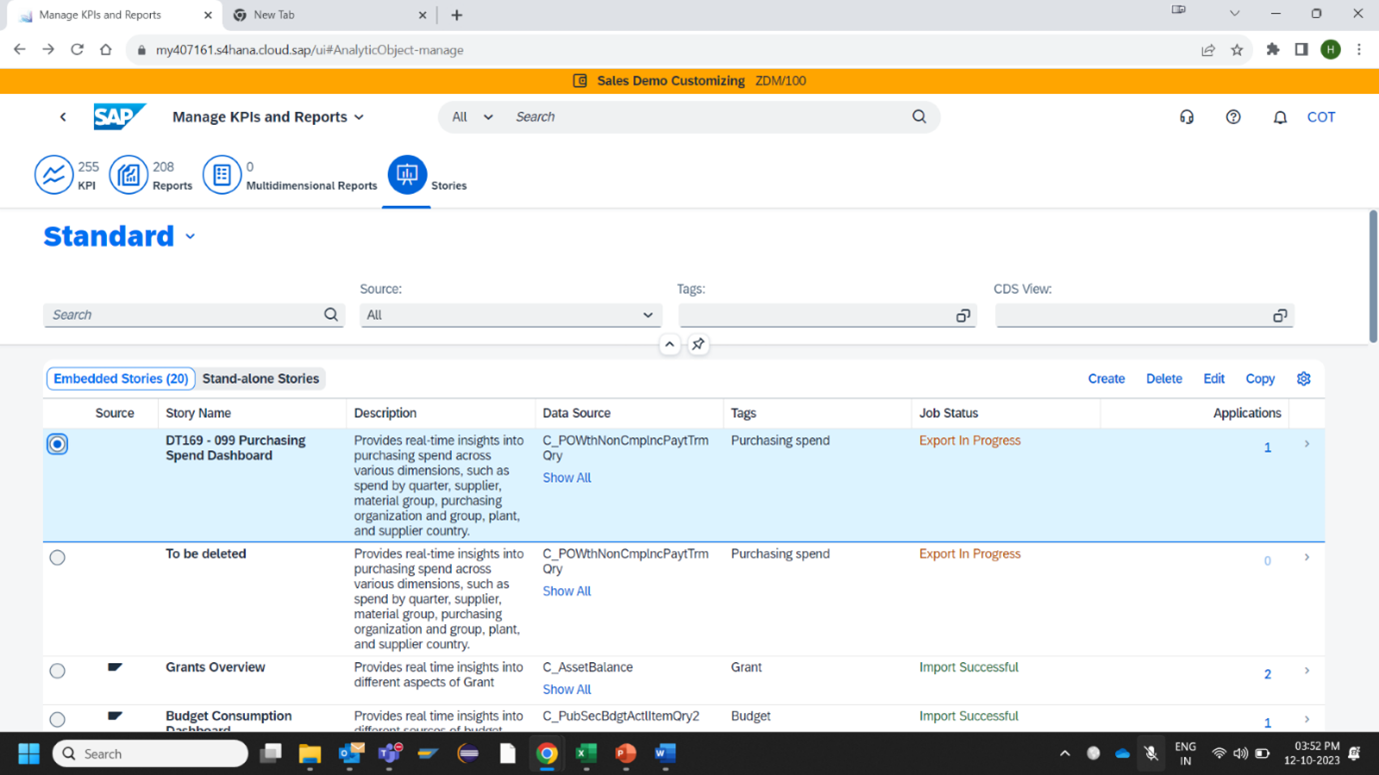 Manage KPIs and Reports
New Tab
my407161.s4hana.cloud.sap/ui#AnalyticObject-manage
H
Sales Demo Customizing ZDM/100
SAP Manage KPIs and Reports
All Search
COT
255 KPI
208 Reports
0 Multidimensional Reports
Stories
Standard
Source:
Tags:
CDS View:
Search
All
Embedded Stories (20) Stand-alone Stories
Create Delete Edit Copy
Source Story Name Description Data Source Tags Job Status Applications
DT169 - 099 Purchasing
Spend Dashboard
Provides real-time insights into
purchasing spend across
various dimensions, such as
spend by quarter, supplier,
material group, purchasing
organization and group, plant,
and supplier country.
C_POWthNonCmplncPaytTrm
Qry
Show All
Purchasing spend
Export In Progress
1
To be deleted
Provides real-time insights into
purchasing spend across
various dimensions, such as
spend by quarter, supplier,
material group, purchasing
organization and group, plant,
and supplier country.
C_POWthNonCmplncPaytTrm
Qry
Show All
Purchasing spend
Export In Progress
0
Grants Overview
Provides real time insights into
different aspects of Grant
C_AssetBalance
Show All
Grant
Import Successful
2
Budget Consumption
Dashboard
Provides real time insights into
different sources of budget
C_PubSecBdgtActlItemQry2
Budget
Import Successful
1
Search
ENG
IN
03:52 PM
12-10-2023